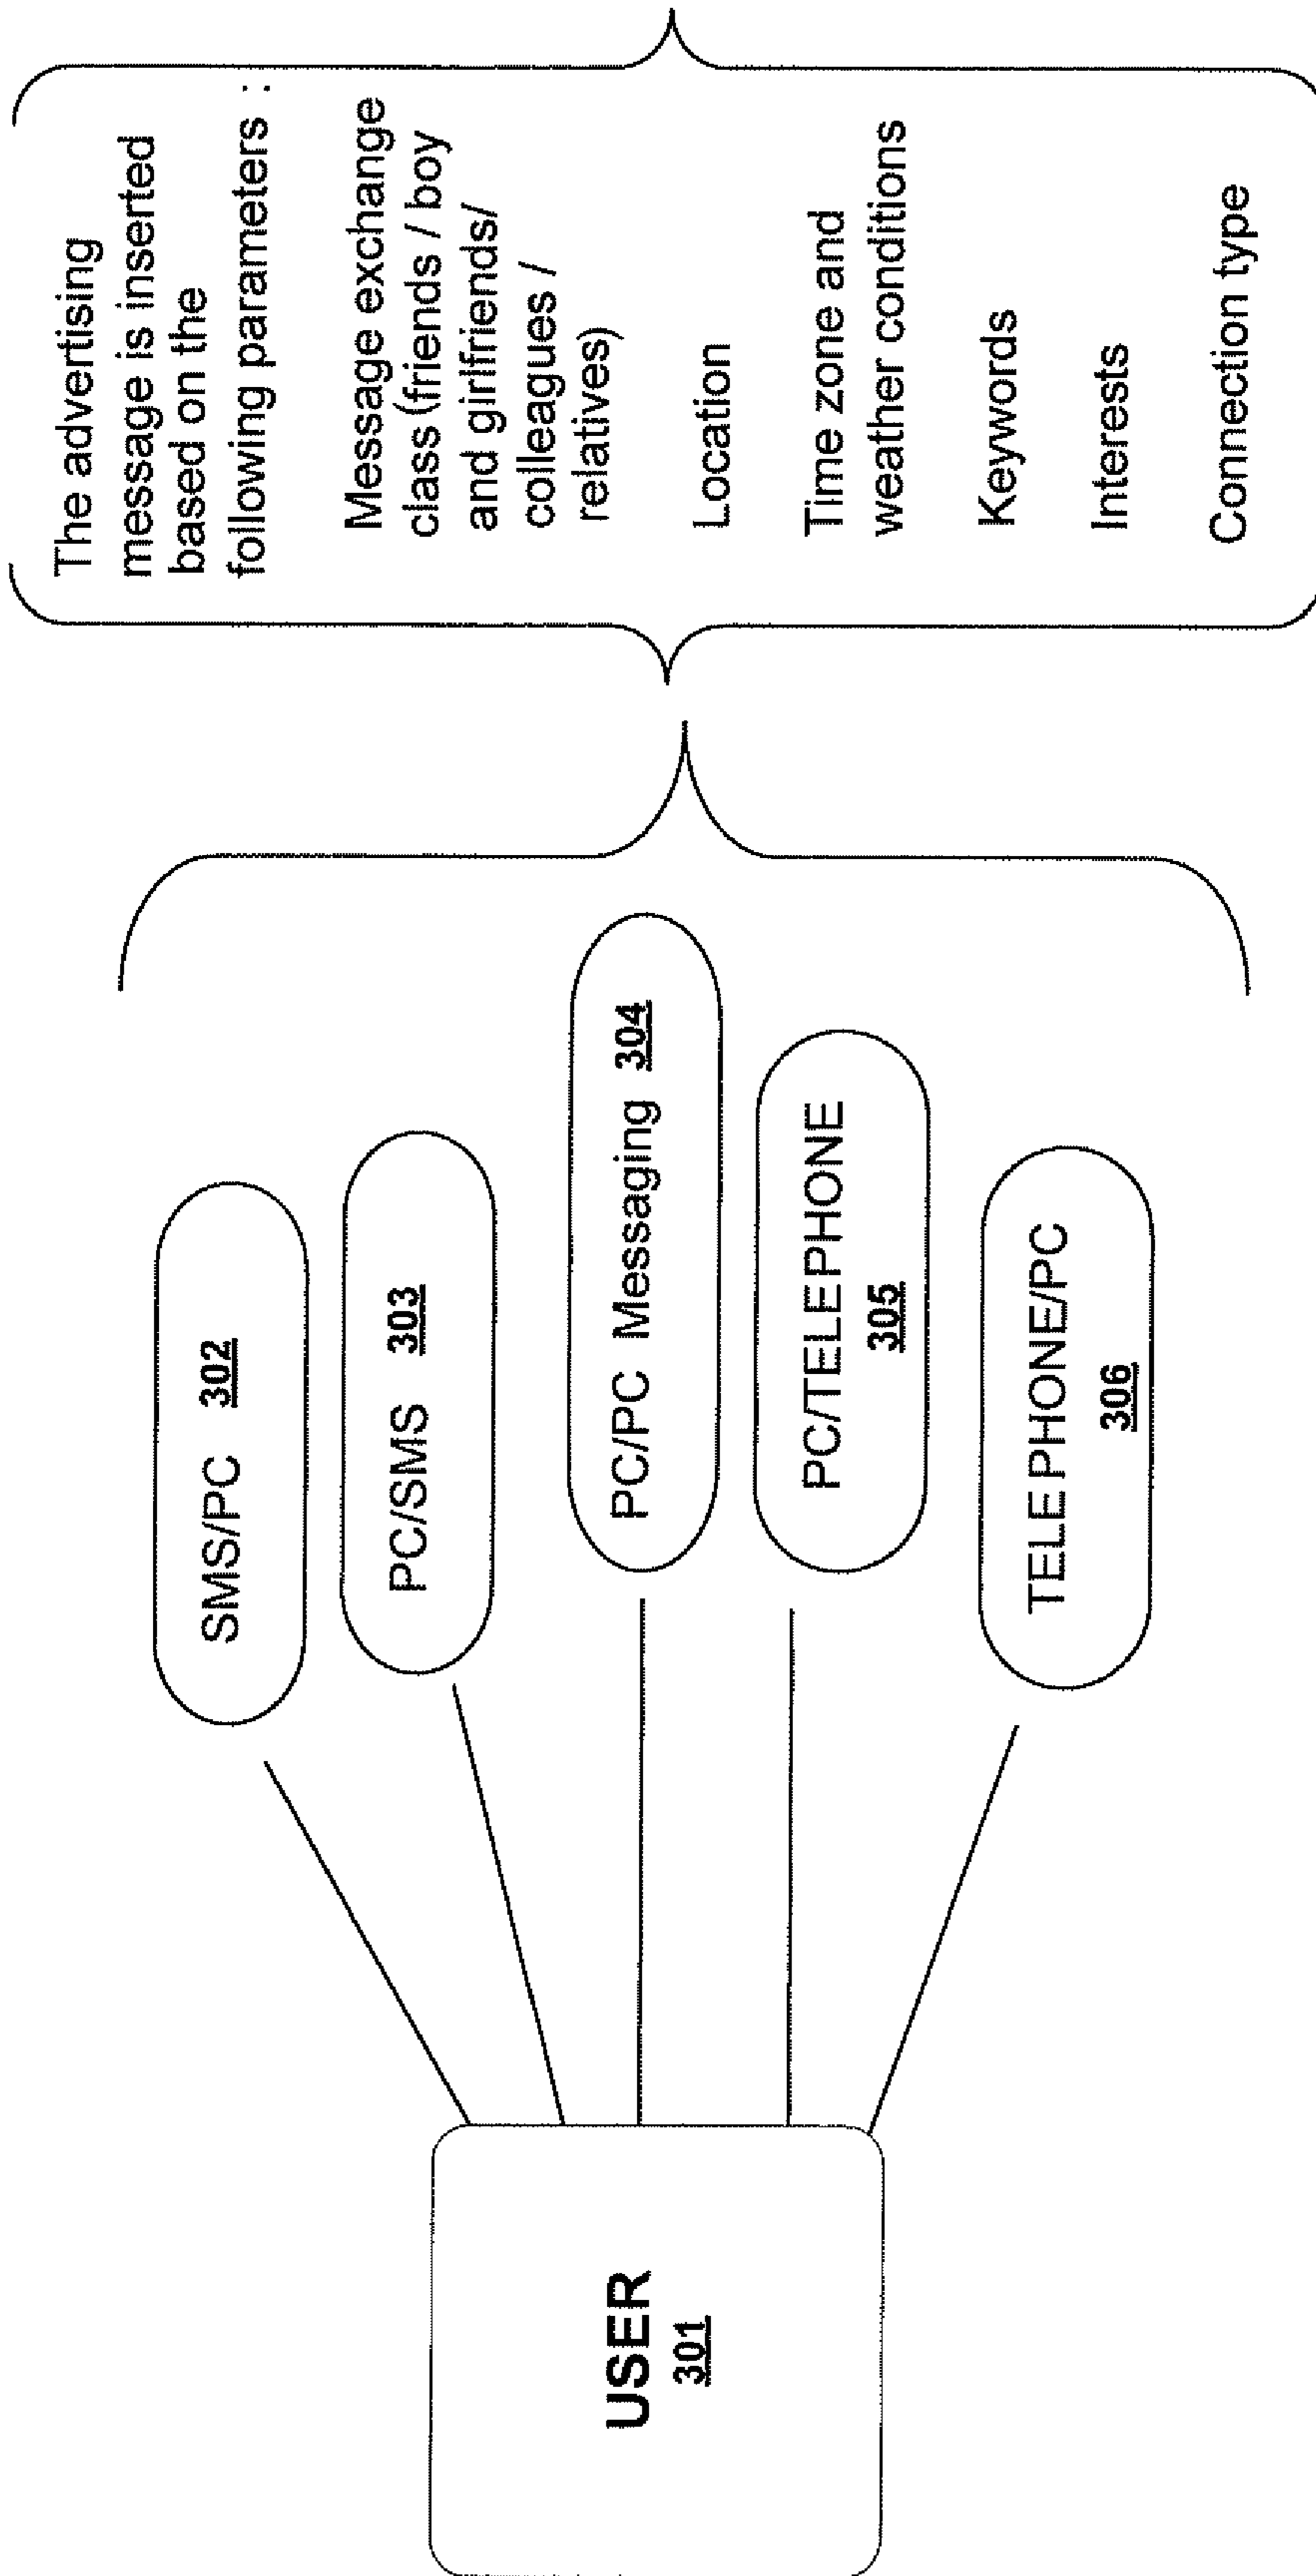 USER
301
SMS/PC 302
PC/SMS 303
PC/PC Messaging 304
PC/TELEPHONE
305
TELEPHONE/PC
306
The advertising
message is inserted
based on the
following parameters :
Message exchange
class (friends / boy
and girlfriends/
colleagues /
relatives)
Location
Time zone and
weather conditions
Keywords
Interests
Connection type